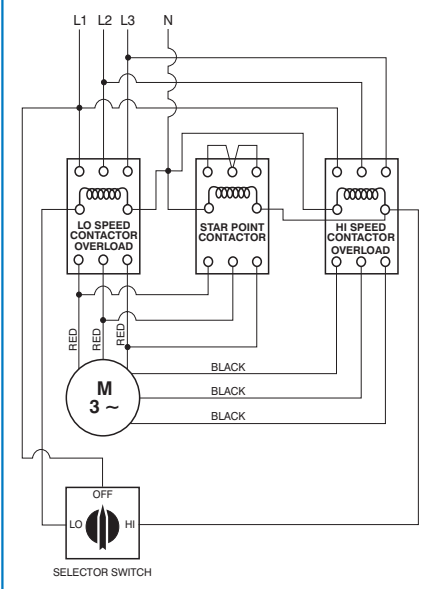 L1 L2 L3 N
LO SPEED
CONTACTOR
OVERLOAD
STAR POINT
CONTACTOR
HI SPEED
CONTACTOR
OVERLOAD
RED
RED
RED
BLACK
BLACK
BLACK
M
3 ~
OFF
LO
HI
SELECTOR SWITCH